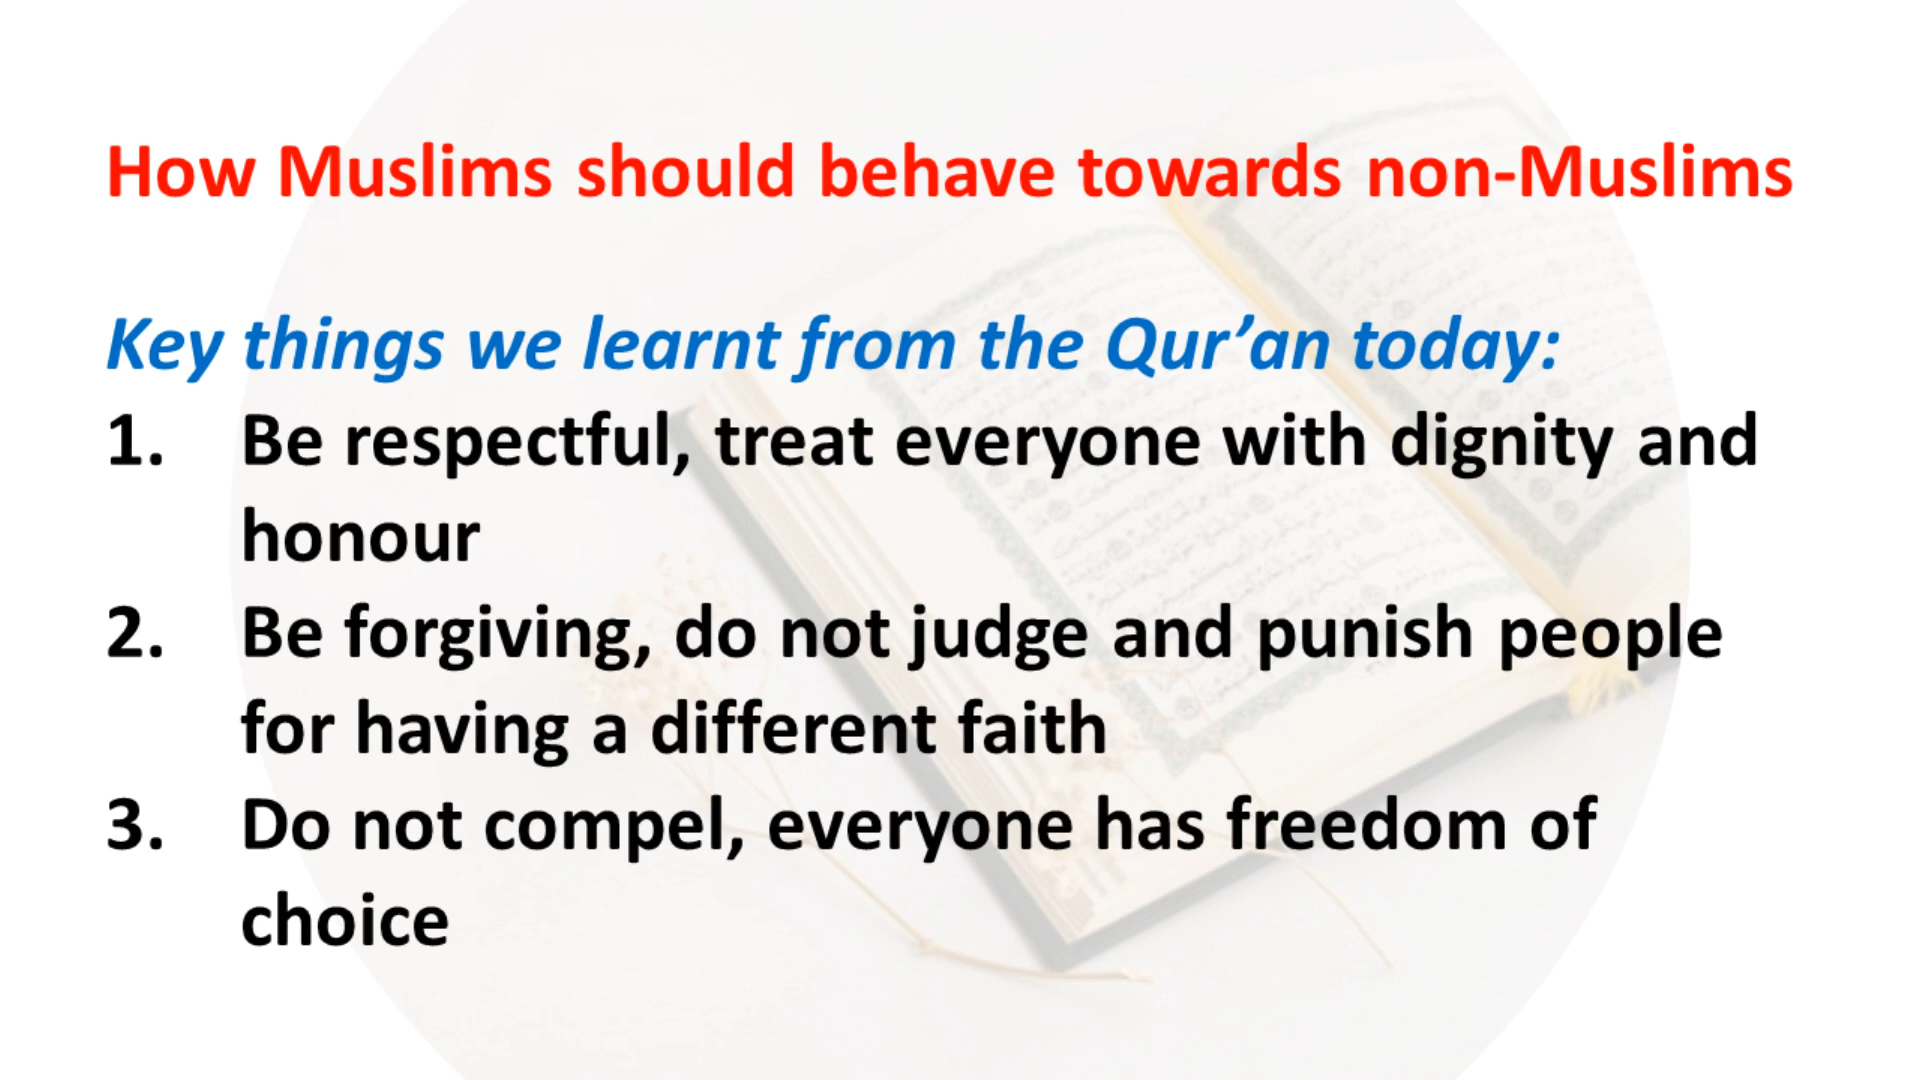 How Muslims should behave towards non-Muslims
Key things we learnt from the Qur’an today:
1. Be respectful, treat everyone with dignity and
honour
2. Be forgiving, do not judge and punish people
for having a different faith
3. Do not compel, everyone has freedom of
choice